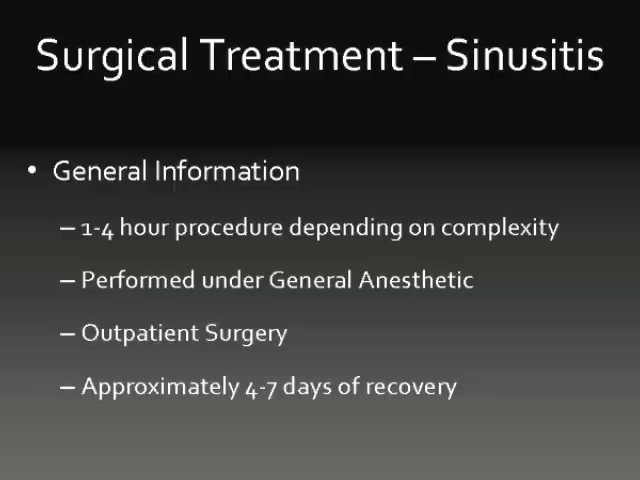 Surgical Treatment – Sinusitis
• General Information
– 1-4 hour procedure depending on complexity
– Performed under General Anesthetic
– Outpatient Surgery
– Approximately 4-7 days of recovery